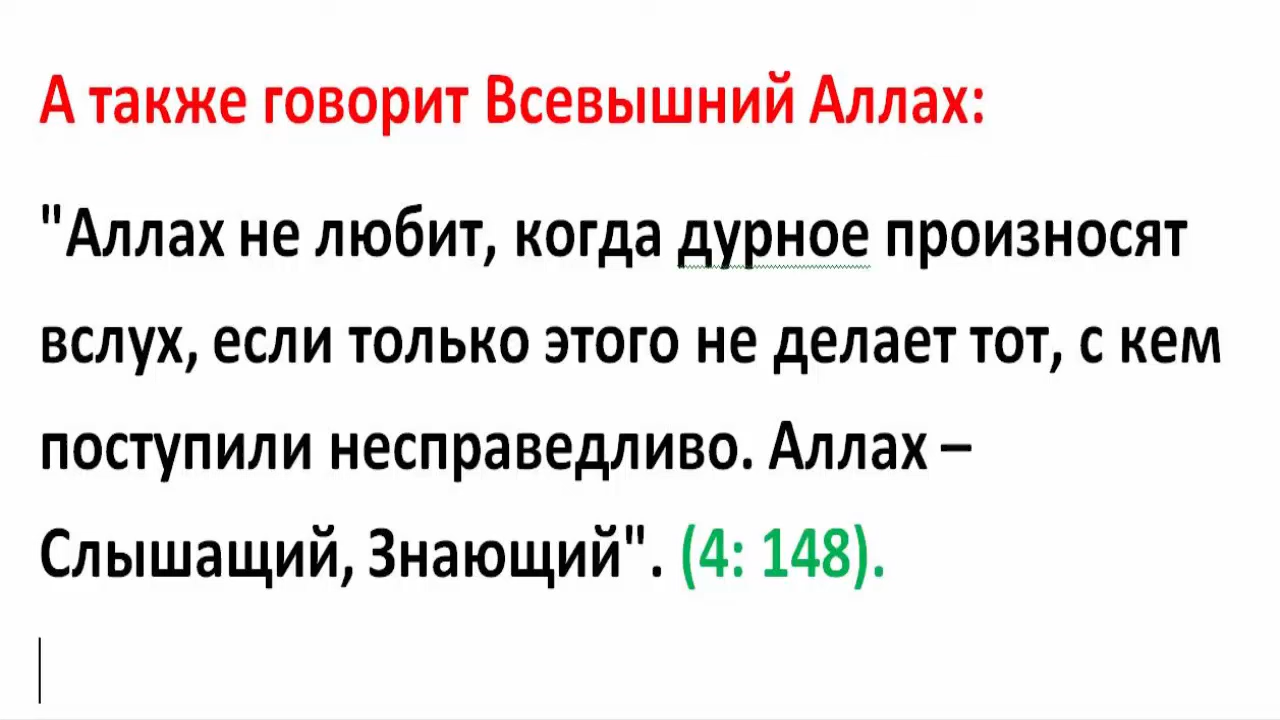 А также говорит Всевышний Аллах:
"Аллах не любит, когда дурное произносят
вслух, если только этого не делает тот, с кем
поступили несправедливо. Аллах –
Слышащий, Знающий". (4: 148).